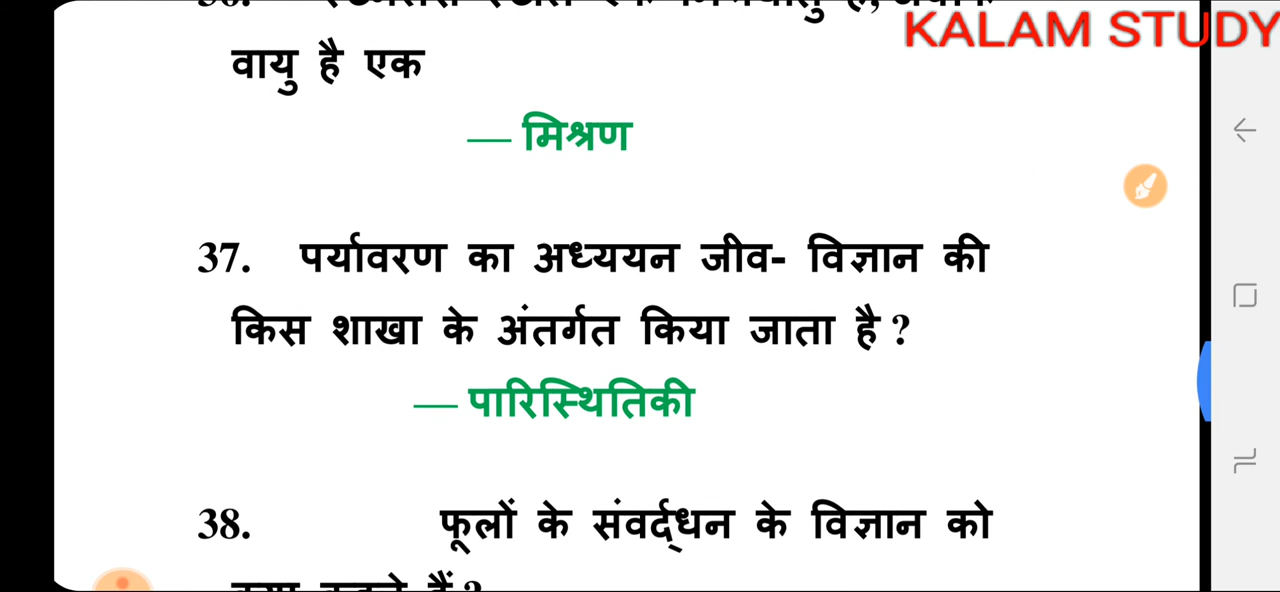 KALAM STUDY
वायु है एक
— मिश्रण
37. पर्यावरण का अध्ययन जीव- विज्ञान की
किस शाखा के अंतर्गत किया जाता है ?
— पारिस्थितिकी
38. फूलों के संवर्द्धन के विज्ञान को